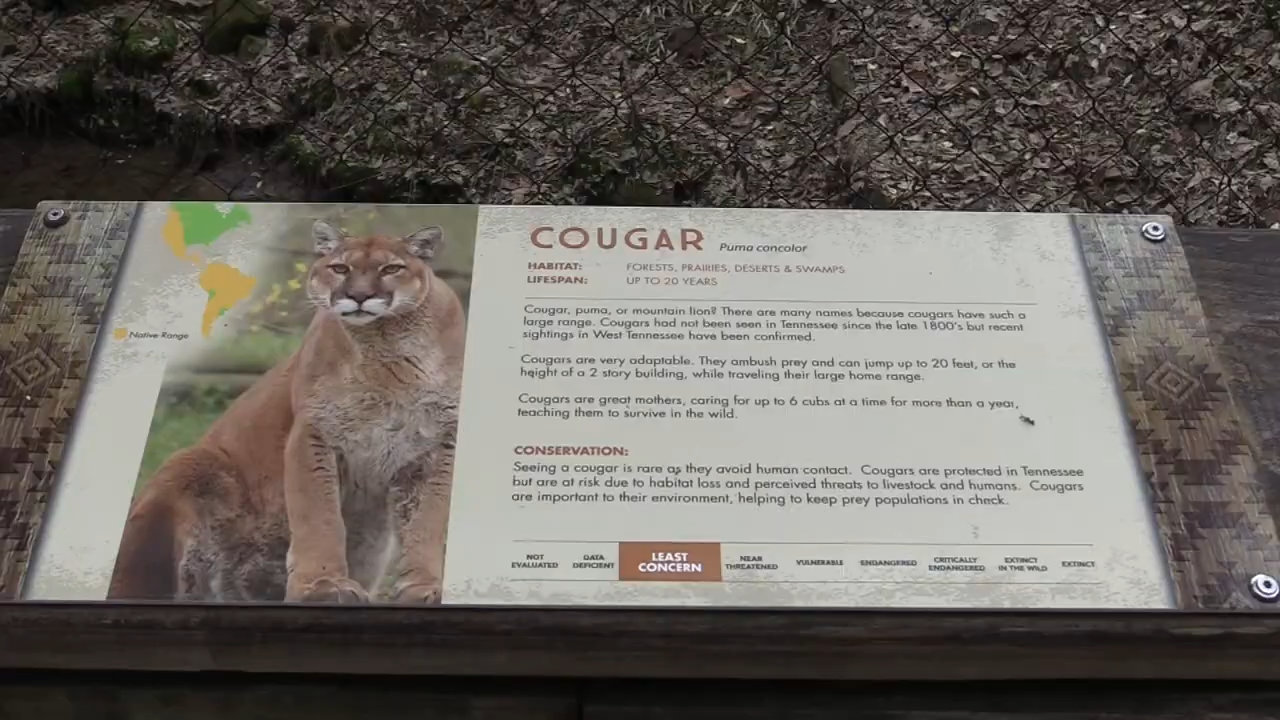 COUGAR Puma concolor
HABITAT: FORESTS, PRAIRIES, DESERTS & SWAMPS
LIFESPAN: UP TO 20 YEARS
Native Range
Cougar, puma, or mountain lion? There are many names because cougars have such a
large range. Cougars had not been seen in Tennessee since the late 1800's but recent
sightings in West Tennessee have been confirmed.
Cougars are very adaptable. They ambush prey and can jump up to 20 feet, or the
height of a 2 story building, while traveling their large home range.
Cougars are great mothers, caring for up to 6 cubs at a time for more than a year,
teaching them to survive in the wild.
CONSERVATION:
Seeing a cougar is rare as they avoid human contact. Cougars are protected in Tennessee
but are at risk due to habitat loss and perceived threats to livestock and humans. Cougars
are important to their environment, helping to keep prey populations in check.
NOT EVALUATED
DATA DEFICIENT
LEAST CONCERN
NEAR THREATENED
VULNERABLE
ENDANGERED
CRITICALLY ENDANGERED
EXTINCT IN THE WILD
EXTINCT